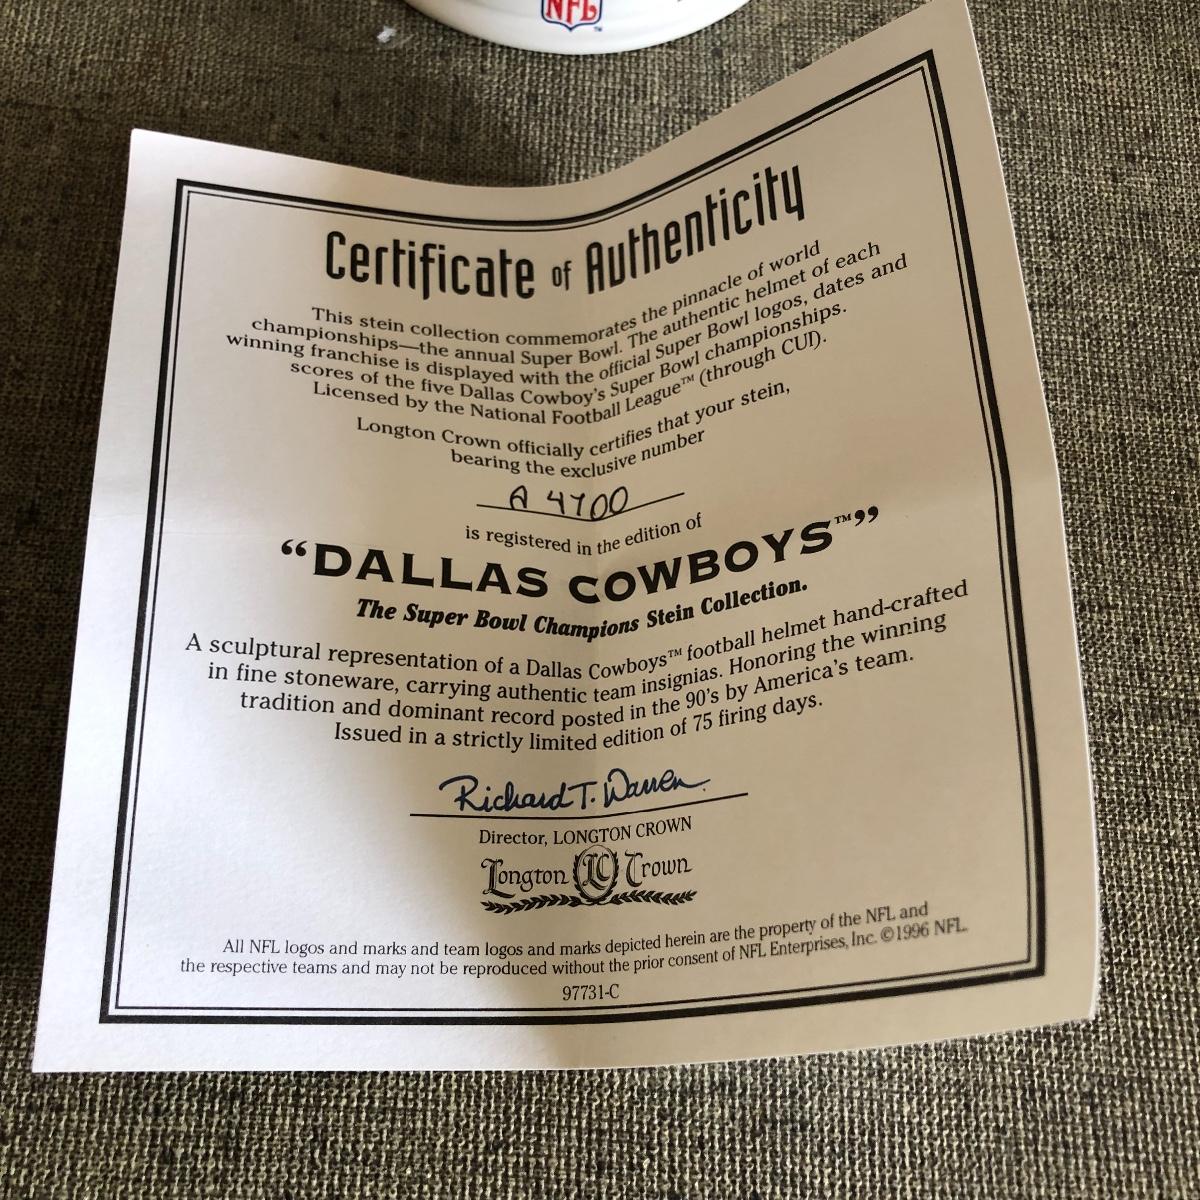 NFL
Certificate of Authenticity
This stein collection commemorates the pinnacle of world
championships—the annual Super Bowl. The authentic helmet of each
winning franchise is displayed with the official Super Bowl logos, dates and
scores of the five Dallas Cowboy's Super Bowl championships.
Licensed by the National Football League™ (through CUI).
Longton Crown officially certifies that your stein,
bearing the exclusive number
A 4700
is registered in the edition of
“DALLAS COWBOYS™”
The Super Bowl Champions Stein Collection.
A sculptural representation of a Dallas Cowboys™ football helmet hand-crafted
in fine stoneware, carrying authentic team insignias. Honoring the winning
tradition and dominant record posted in the 90's by America's team.
Issued in a strictly limited edition of 75 firing days.
Richard T. Warren
Director, LONGTON CROWN
Longton LC Crown
All NFL logos and marks and team logos and marks depicted herein are the property of the NFL and
the respective teams and may not be reproduced without the prior consent of NFL Enterprises, Inc. ©1996 NFL.
97731-C